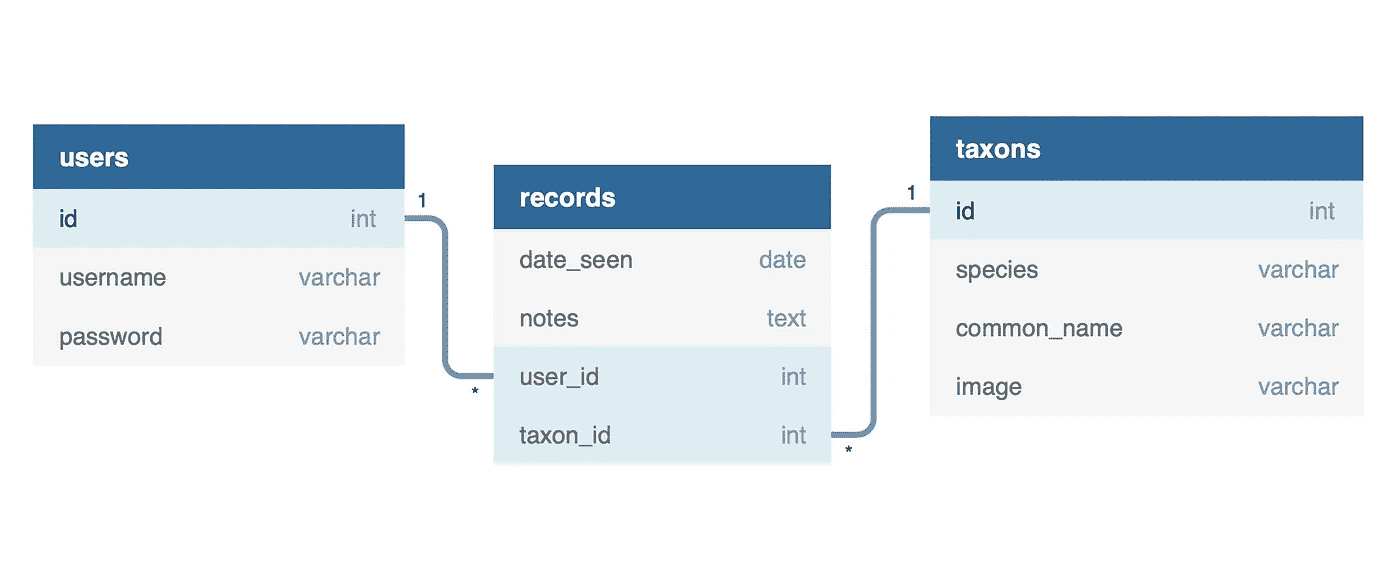 users
id int
username varchar
password varchar
1
*
records
date_seen date
notes text
user_id int
taxon_id int
1
*
taxons
id int
species varchar
common_name varchar
image varchar